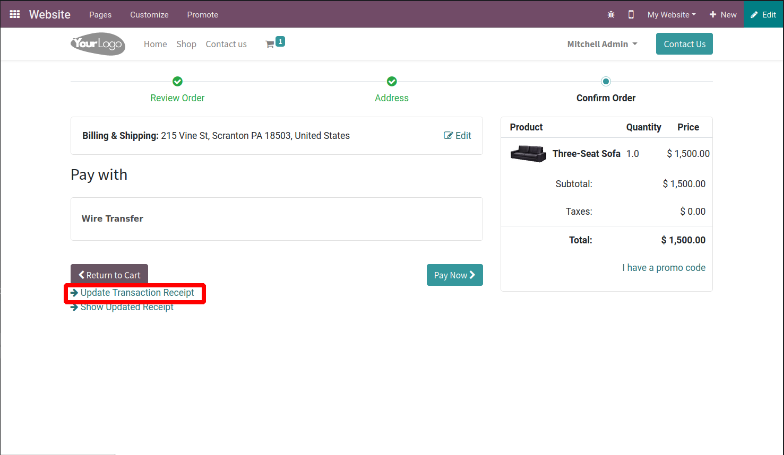 Website Pages Customize Promote My Website New Edit
YourLogo Home Shop Contact us 1 Mitchell Admin Contact Us
Review Order Address Confirm Order
Billing & Shipping: 215 Vine St, Scranton PA 18503, United States Edit
Pay with
Wire Transfer
Return to Cart Pay Now
Update Transaction Receipt
Show Updated Receipt
Product Quantity Price
Three-Seat Sofa 1.0 $ 1,500.00
Subtotal: $ 1,500.00
Taxes: $ 0.00
Total: $ 1,500.00
I have a promo code